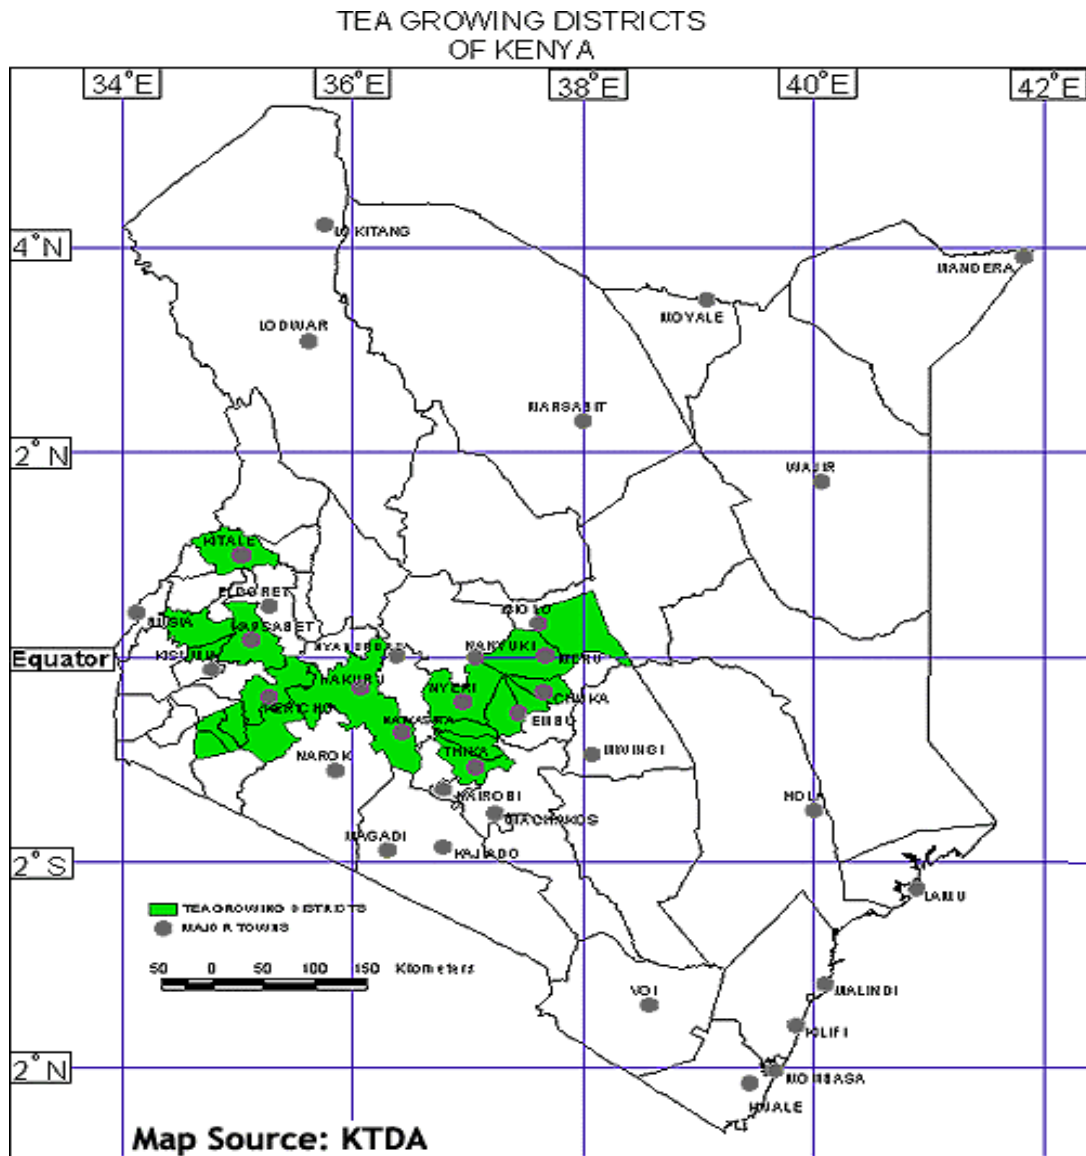 TEA GROWING DISTRICTS
OF KENYA
34°E
36°E
38°E
40°E
42°E
4°N
LOKITANG
MANDERA
MOYALE
LODWAR
MARSABIT
2°N
WAJIR
KITALE
ELDORET
BUSIA
KAPSABET
KISUMU
Equator
NANYUKI
MERU
NAKURU
NYERI
CHUKA
KERICHO
EMBU
THIKA
MWINGI
NAROK
NAIROBI
HOLA
MACHAKOS
MAGADI
KAJIADO
2°S
LAMU
TEA GROWING DISTRICTS
MAJOR TOWNS
50 0 50 100 150 Kilometers
VOI
MALINDI
KILIFI
2°N
MOMBASA
KWALE
Map Source: KTDA